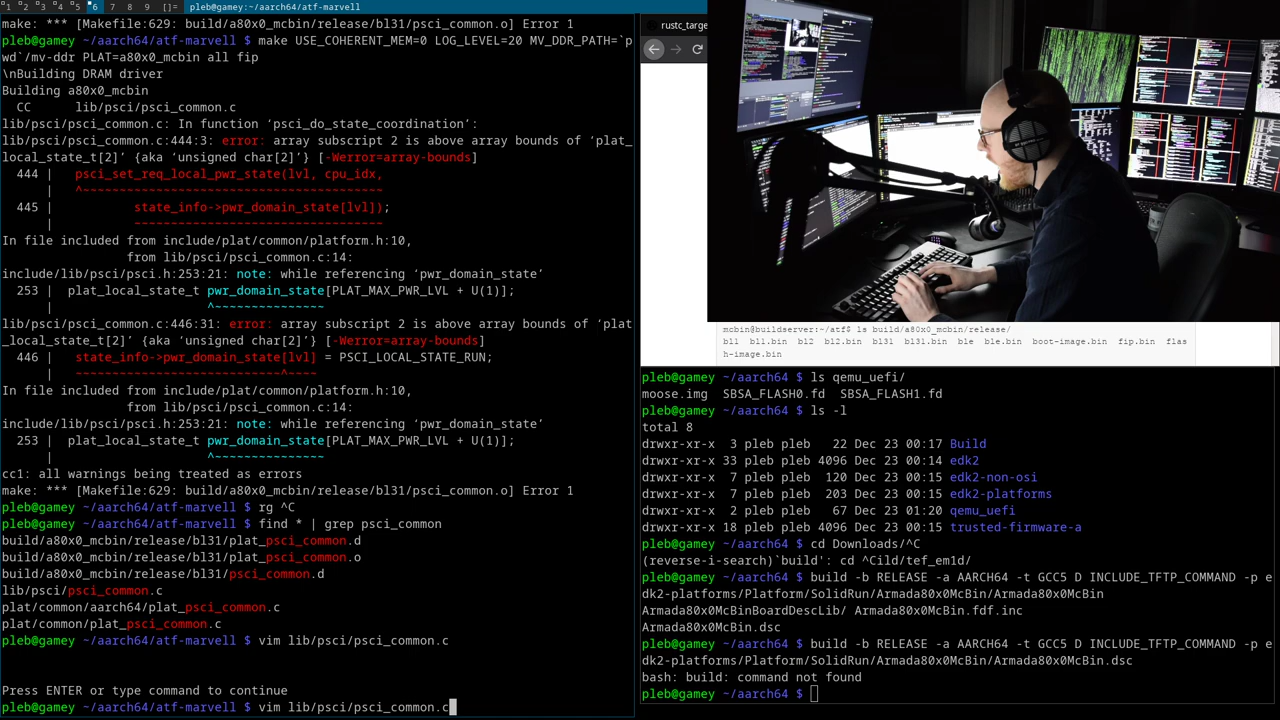 1 2 3 4 5 6 7 8 9 []= ~/aarch64/atf-marvell
make: *** [Makefile:629: build/a80x0_mcbin/release/bl31/psci_common.o] Error 1
pleb@gamey ~/aarch64/atf-marvell $ make USE_COHERENT_MEM=0 LOG_LEVEL=20 MV_DDR_PATH=`p
wd`/mv-ddr PLAT=a80x0_mcbin all fip
\nBuilding DRAM driver
Building a80x0_mcbin
  CC      lib/psci/psci_common.c
lib/psci/psci_common.c: In function ‘psci_do_state_coordination’:
lib/psci/psci_common.c:444:3: error: array subscript 2 is above array bounds of ‘plat_
local_state_t[2]’ {aka ‘unsigned char[2]’} [-Werror=array-bounds]
  444 |   psci_set_req_local_pwr_state(lvl, cpu_idx,
      |   ^~~~~~~~~~~~~~~~~~~~~~~~~~~~~~~~~~~~~~~~~~
  445 |           state_info->pwr_domain_state[lvl]);
      |           ~~~~~~~~~~~~~~~~~~~~~~~~~~~~~~~~~~
In file included from include/plat/common/platform.h:10,
                 from lib/psci/psci_common.c:14:
include/lib/psci/psci.h:253:21: note: while referencing ‘pwr_domain_state’
  253 |  plat_local_state_t pwr_domain_state[PLAT_MAX_PWR_LVL + U(1)];
      |                     ^~~~~~~~~~~~~~~~
lib/psci/psci_common.c:446:31: error: array subscript 2 is above array bounds of ‘plat
_local_state_t[2]’ {aka ‘unsigned char[2]’} [-Werror=array-bounds]
  446 |   state_info->pwr_domain_state[lvl] = PSCI_LOCAL_STATE_RUN;
      |   ~~~~~~~~~~~~~~~~~~~~~~~~~~~~^~~~~
In file included from include/plat/common/platform.h:10,
                 from lib/psci/psci_common.c:14:
include/lib/psci/psci.h:253:21: note: while referencing ‘pwr_domain_state’
  253 |  plat_local_state_t pwr_domain_state[PLAT_MAX_PWR_LVL + U(1)];
      |                     ^~~~~~~~~~~~~~~~
cc1: all warnings being treated as errors
make: *** [Makefile:629: build/a80x0_mcbin/release/bl31/psci_common.o] Error 1
pleb@gamey ~/aarch64/atf-marvell $ rg ^C
pleb@gamey ~/aarch64/atf-marvell $ find * | grep psci_common
build/a80x0_mcbin/release/bl31/plat_psci_common.d
build/a80x0_mcbin/release/bl31/plat_psci_common.o
build/a80x0_mcbin/release/bl31/psci_common.d
lib/psci/psci_common.c
plat/common/aarch64/plat_psci_common.c
plat/common/plat_psci_common.c
pleb@gamey ~/aarch64/atf-marvell $ vim lib/psci/psci_common.c
Press ENTER or type command to continue
pleb@gamey ~/aarch64/atf-marvell $ vim lib/psci/psci_common.c
rustc_targe
mcbin@buildserver:~/atf# ls build/a80x0_mcbin/release/
bl1  bl1.bin  bl2  bl2.bin  bl31  bl31.bin  ble  ble.bin  boot-image.bin  fip.bin  flas
h-image.bin
pleb@gamey ~/aarch64 $ ls qemu_uefi/
moose.img  SBSA_FLASH0.fd  SBSA_FLASH1.fd
pleb@gamey ~/aarch64 $ ls -l
total 8
drwxr-xr-x  3 pleb pleb   22 Dec 23 00:17 Build
drwxr-xr-x 33 pleb pleb 4096 Dec 23 00:14 edk2
drwxr-xr-x  7 pleb pleb  120 Dec 23 00:15 edk2-non-osi
drwxr-xr-x  7 pleb pleb  203 Dec 23 00:15 edk2-platforms
drwxr-xr-x  2 pleb pleb   67 Dec 23 01:20 qemu_uefi
drwxr-xr-x 18 pleb pleb 4096 Dec 23 00:15 trusted-firmware-a
pleb@gamey ~/aarch64 $ cd Downloads/^C
(reverse-i-search)`build': cd ^Cild/tef_em1d/
pleb@gamey ~/aarch64 $ build -b RELEASE -a AARCH64 -t GCC5 D INCLUDE_TFTP_COMMAND -p e
dk2-platforms/Platform/SolidRun/Armada80x0McBin/Armada80x0McBin
Armada80x0McBinBoardDescLib/ Armada80x0McBin.fdf.inc
Armada80x0McBin.dsc
pleb@gamey ~/aarch64 $ build -b RELEASE -a AARCH64 -t GCC5 D INCLUDE_TFTP_COMMAND -p e
dk2-platforms/Platform/SolidRun/Armada80x0McBin/Armada80x0McBin.dsc
bash: build: command not found
pleb@gamey ~/aarch64 $